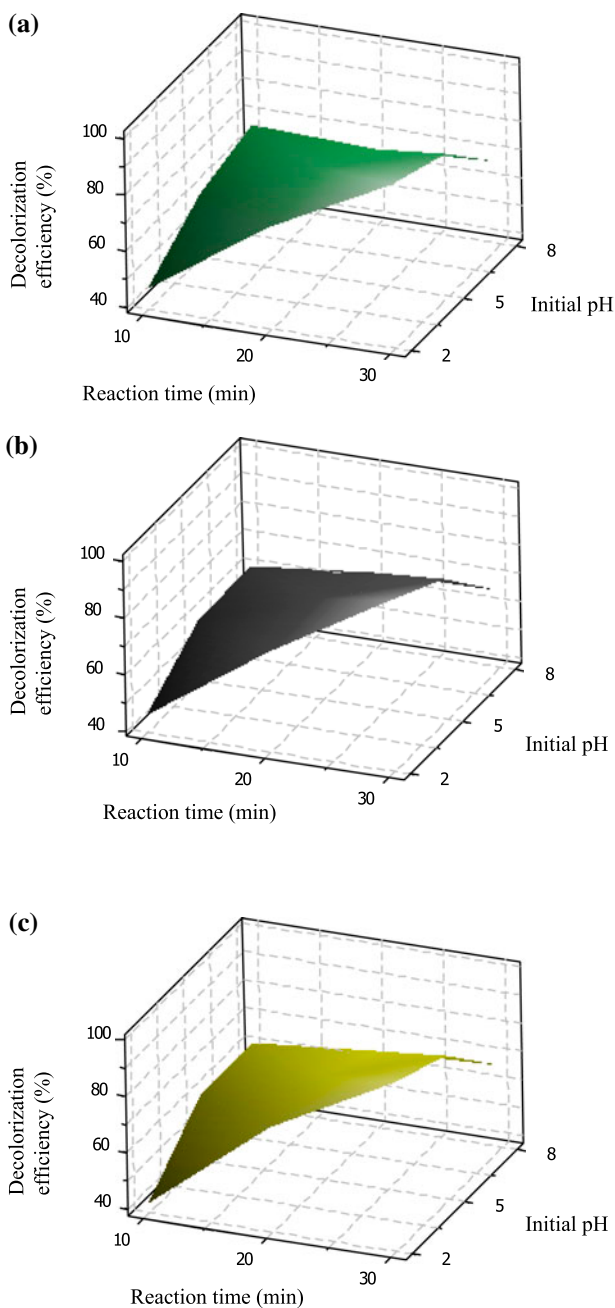 (a)
100
80
60
40
Decolorization
efficiency (%)
10
20
30
Reaction time (min)
2
5
8
Initial pH
(b)
100
80
60
40
Decolorization
efficiency (%)
10
20
30
Reaction time (min)
2
5
8
Initial pH
(c)
100
80
60
40
Decolorization
efficiency (%)
10
20
30
Reaction time (min)
2
5
8
Initial pH